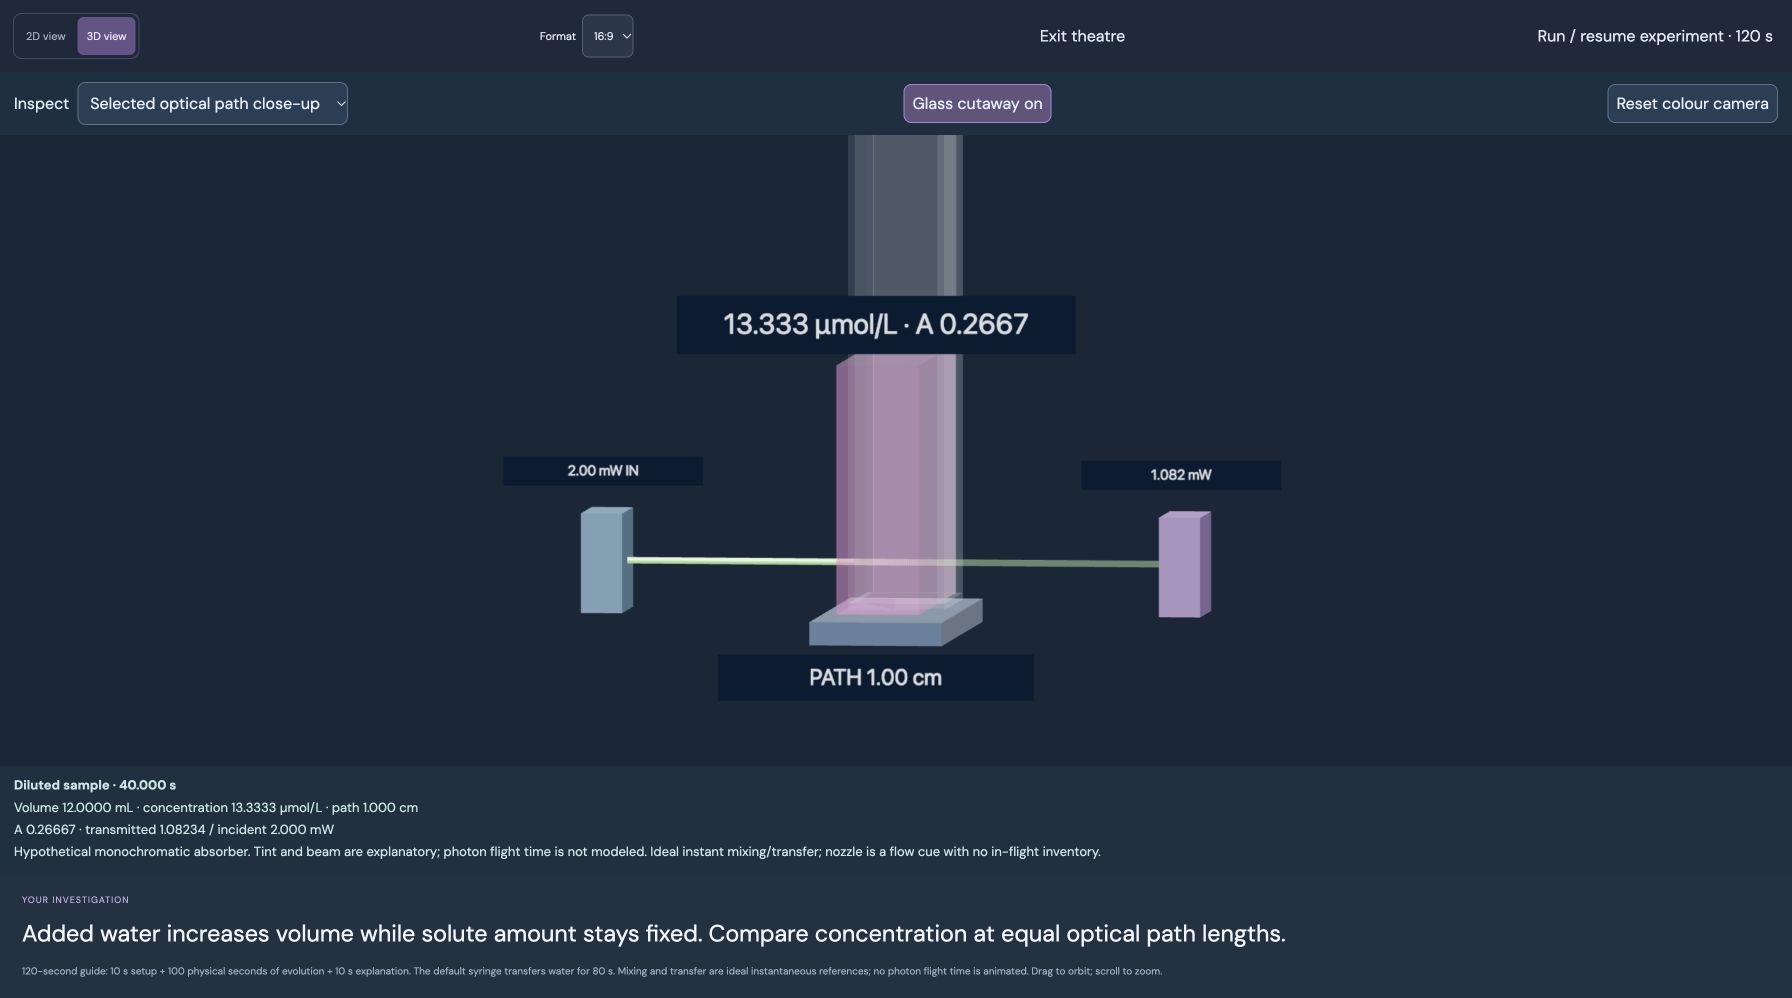 2D view 3D view Format 16:9 Exit theatre Run / resume experiment · 120 s
Inspect Selected optical path close-up Glass cutaway on Reset colour camera
13.333 µmol/L · A 0.2667
2.00 mW IN
1.082 mW
PATH 1.00 cm
Diluted sample · 40.000 s
Volume 12.0000 mL · concentration 13.3333 µmol/L · path 1.000 cm
A 0.26667 · transmitted 1.08234 / incident 2.000 mW
Hypothetical monochromatic absorber. Tint and beam are explanatory; photon flight time is not modeled. Ideal instant mixing/transfer; nozzle is a flow cue with no in-flight inventory.
YOUR INVESTIGATION
Added water increases volume while solute amount stays fixed. Compare concentration at equal optical path lengths.
120-second guide: 10 s setup + 100 physical seconds of evolution + 10 s explanation. The default syringe transfers water for 80 s. Mixing and transfer are ideal instantaneous references; no photon flight time is animated. Drag to orbit; scroll to zoom.